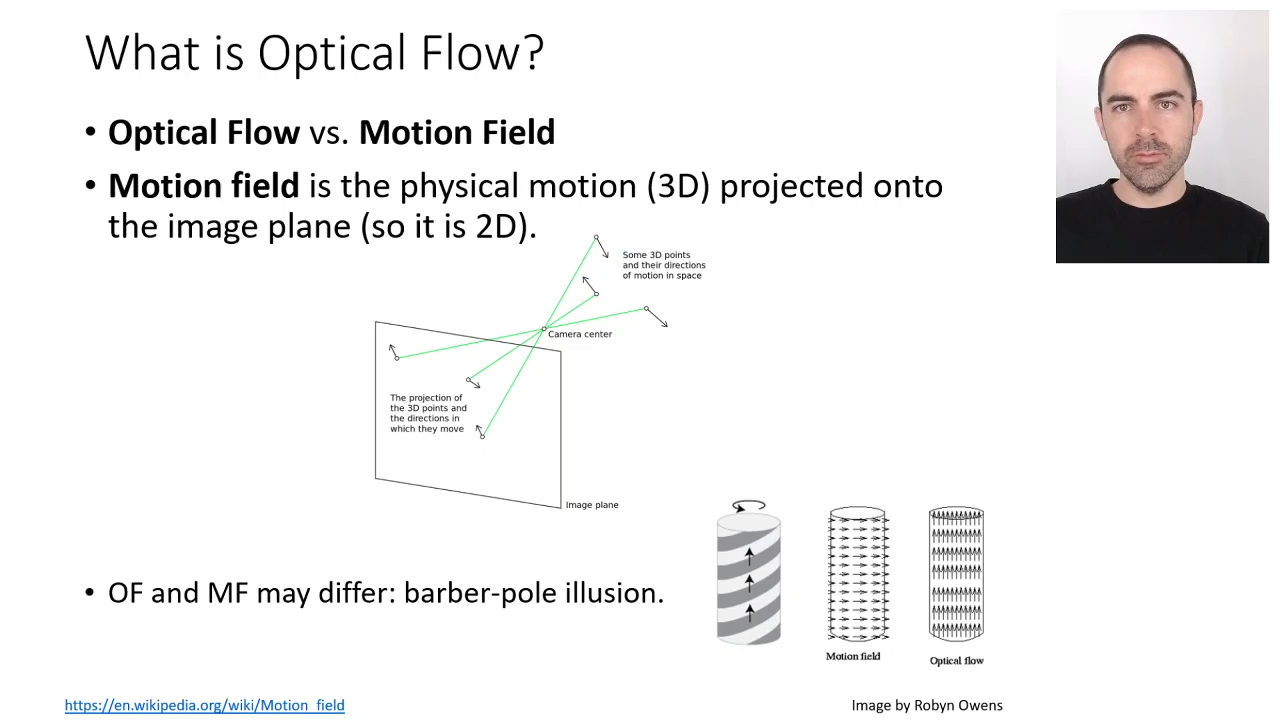 What is Optical Flow?
• Optical Flow vs. Motion Field
• Motion field is the physical motion (3D) projected onto
the image plane (so it is 2D).
Some 3D points
and their directions
of motion in space
Camera center
The projection of
the 3D points and
the directions in
which they move
Image plane
• OF and MF may differ: barber-pole illusion.
Motion field
Optical flow
https://en.wikipedia.org/wiki/Motion_field
Image by Robyn Owens